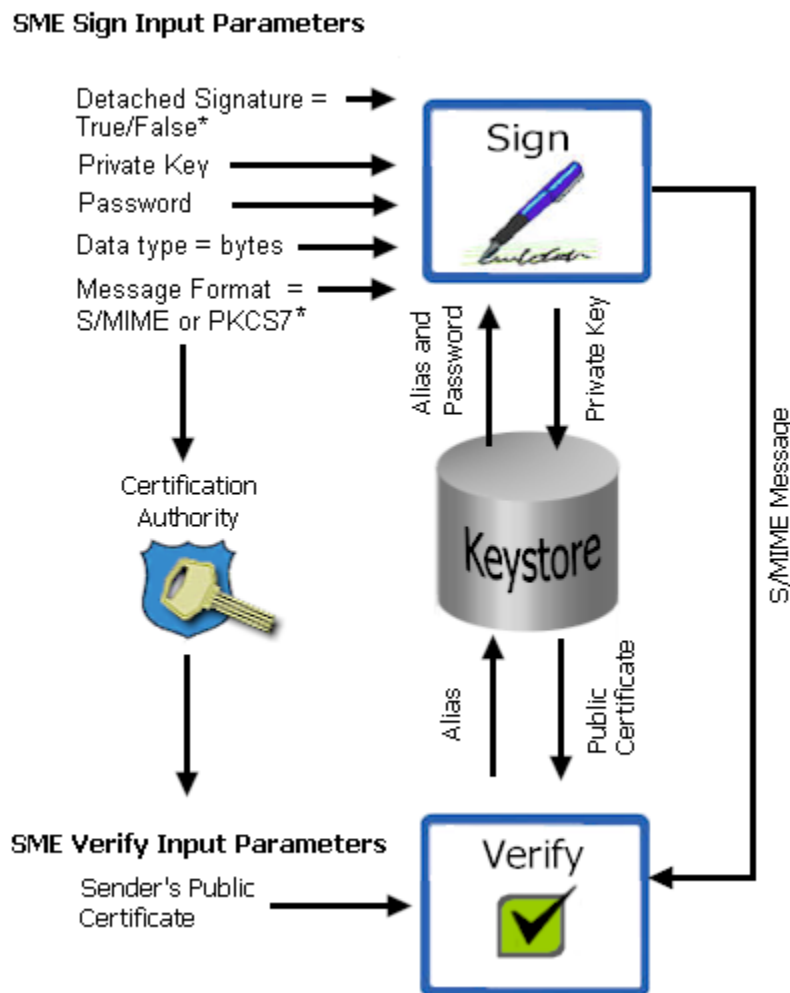 SME Sign Input Parameters
Detached Signature =
True/False*
Private Key
Password
Data type = bytes
Message Format =
S/MIME or PKCS7*
Sign
Alias and
Password
Private Key
S/MIME Message
Certification
Authority
Keystore
Alias
Public
Certificate
SME Verify Input Parameters
Sender's Public
Certificate
Verify